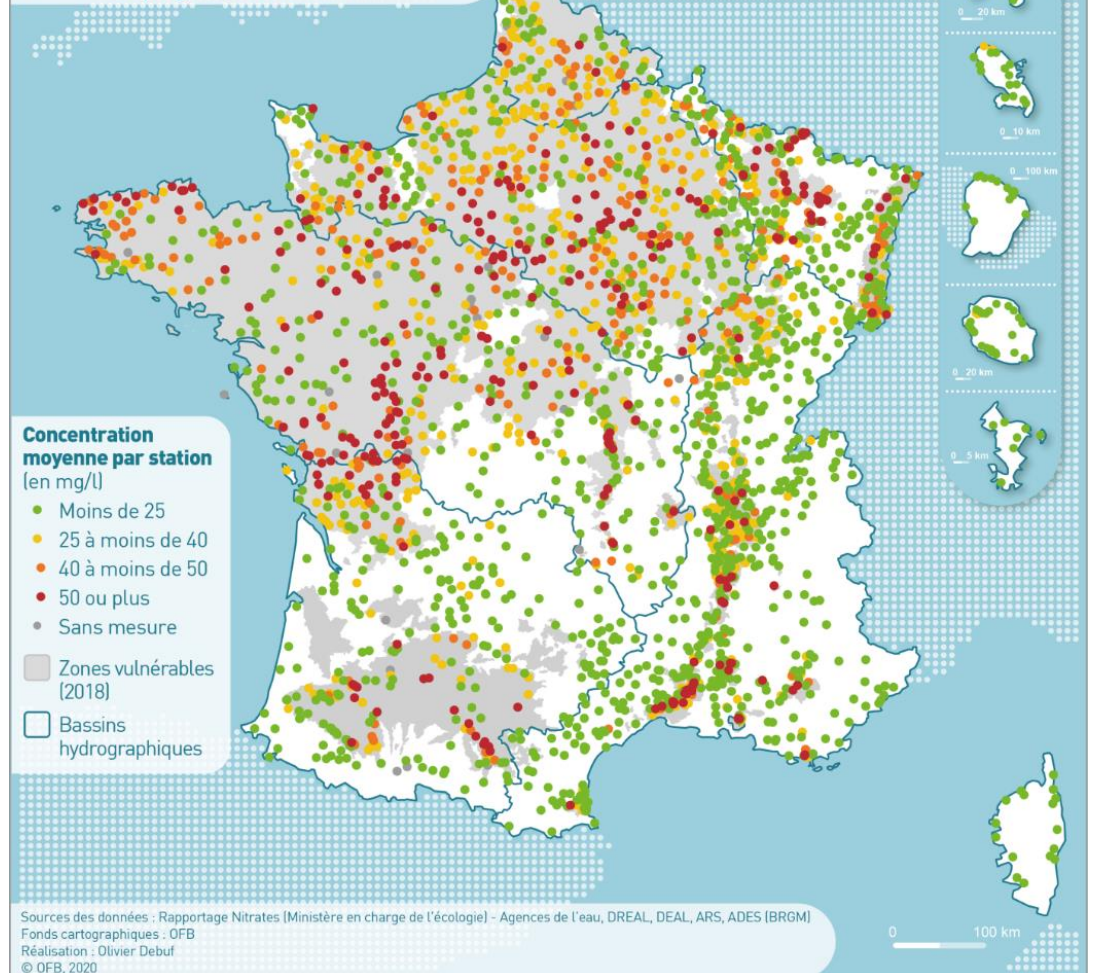 0 20 km
0 10 km
0 100 km
0 20 km
0 5 km
Concentration
moyenne par station
(en mg/l)
Moins de 25
25 à moins de 40
40 à moins de 50
50 ou plus
Sans mesure
Zones vulnérables
(2018)
Bassins
hydrographiques
Sources des données : Rapportage Nitrates (Ministère en charge de l'écologie) - Agences de l'eau, DREAL, DEAL, ARS, ADES (BRGM)
Fonds cartographiques : OFB
Réalisation : Olivier Debuf
© OFB, 2020
0 100 km